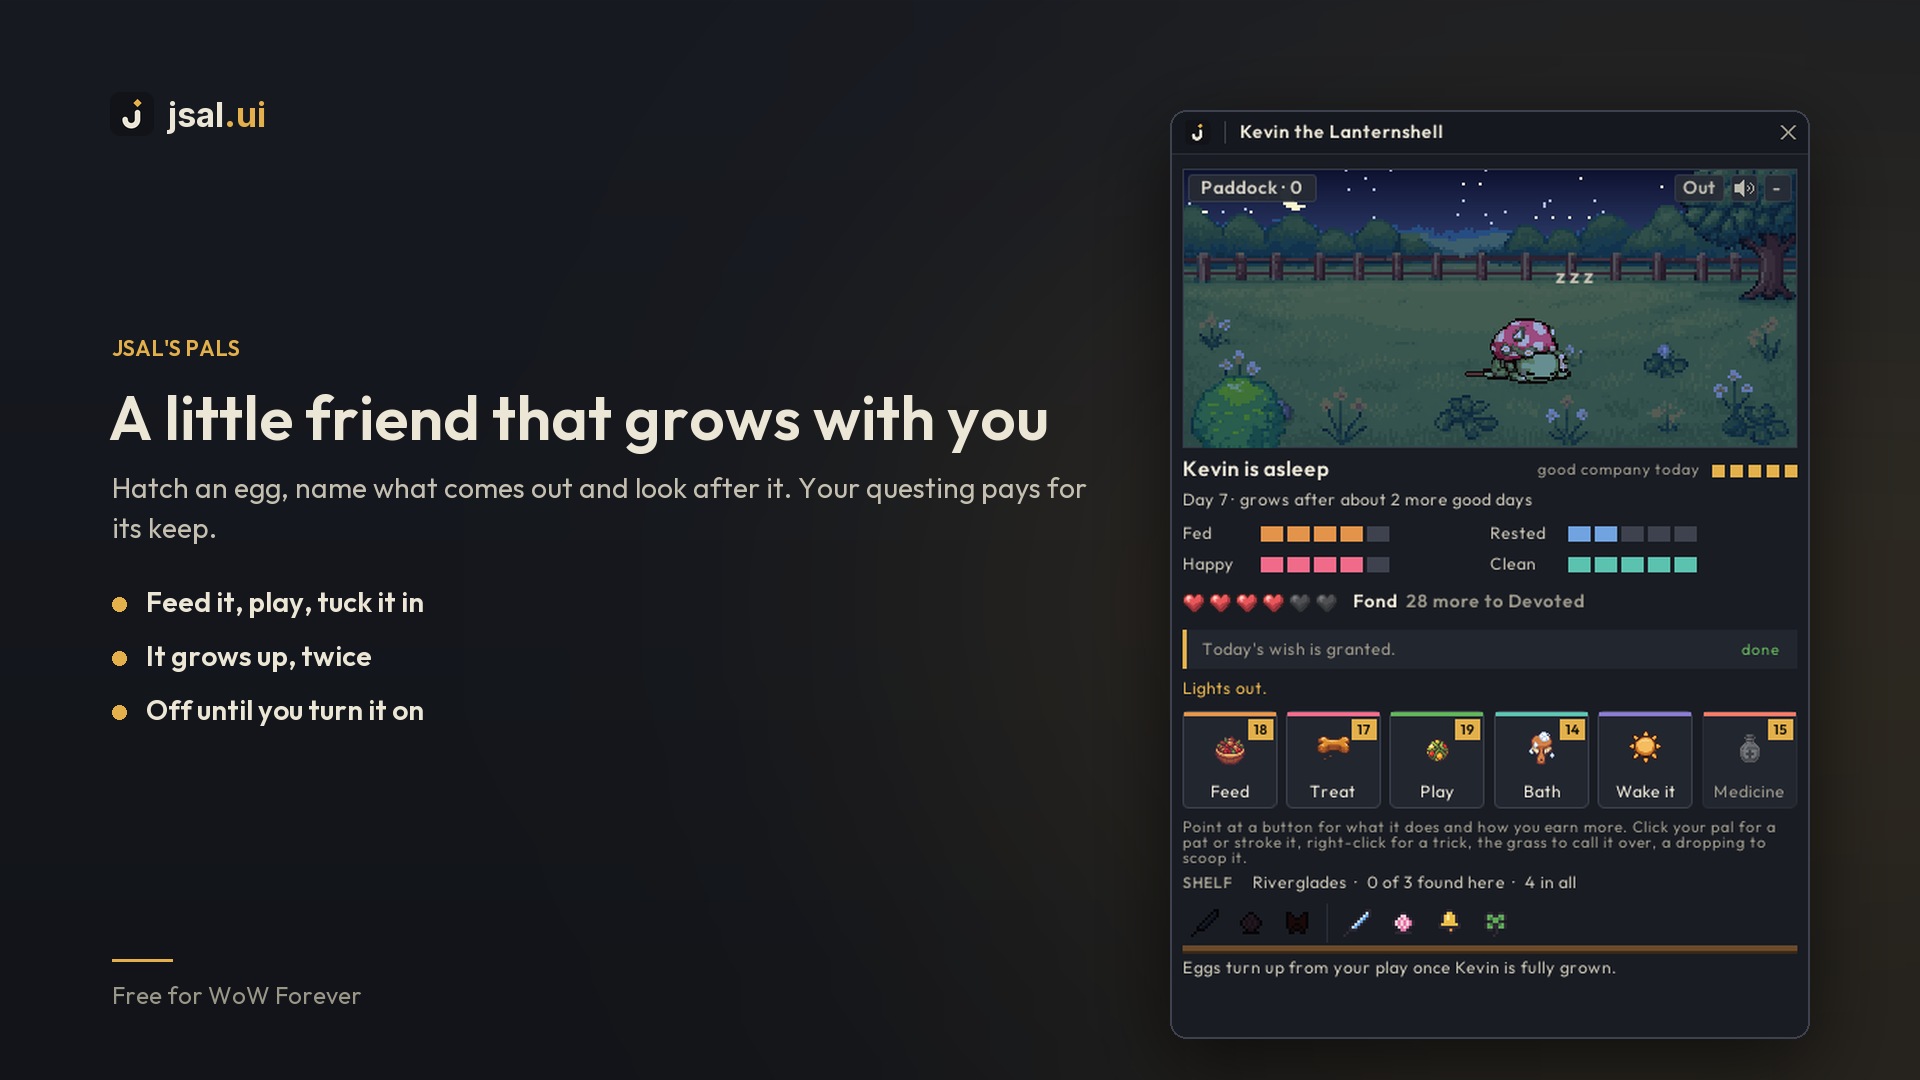 jsal.ui
JSAL'S PALS
A little friend that grows with you
Hatch an egg, name what comes out and look after it. Your questing pays for
its keep.
Feed it, play, tuck it in
It grows up, twice
Off until you turn it on
Free for WoW Forever
Kevin the Lanternshell
Paddock · 0
Out
-
zzz
Kevin is asleep
good company today
Day 7 · grows after about 2 more good days
Fed
Rested
Happy
Clean
Fond 28 more to Devoted
Today's wish is granted.
done
Lights out.
18 17 19 14 15
Feed Treat Play Bath Wake it Medicine
Point at a button for what it does and how you earn more. Click your pal for a
pat or stroke it, right-click for a trick, the grass to call it over, a dropping to
scoop it.
SHELF Riverglades · 0 of 3 found here · 4 in all
Eggs turn up from your play once Kevin is fully grown.